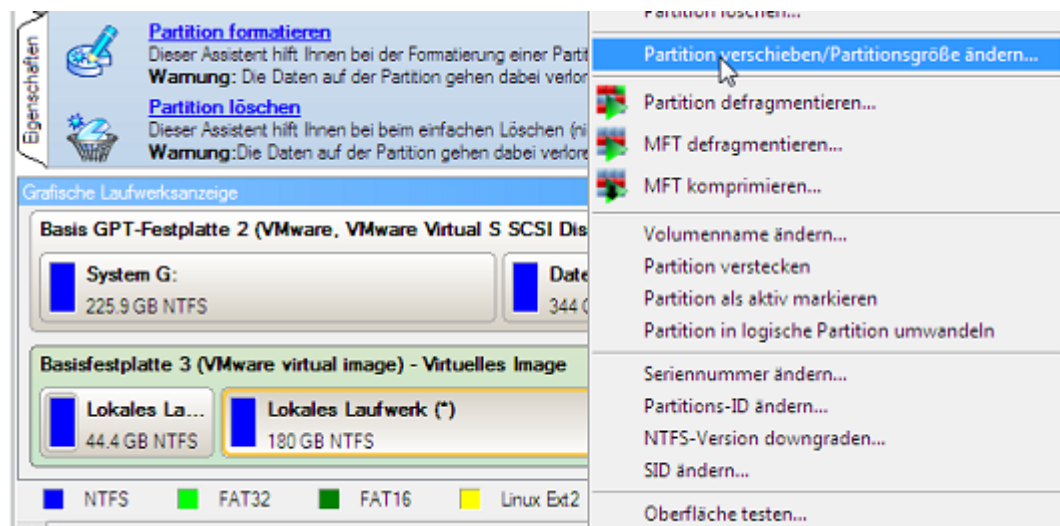 Eigenschaften
Partition formatieren
Dieser Assistent hilft Ihnen bei der Formatierung einer Parti
Warnung: Die Daten auf der Partition gehen dabei verlor
Partition löschen
Dieser Assistent hilft Ihnen bei beim einfachen Löschen (ni
Warnung:Die Daten auf der Partition gehen dabei verlore
Grafische Laufwerksanzeige
Basis GPT-Festplatte 2 (VMware, VMware Virtual S SCSI Dis
System G:
225.9 GB NTFS
Date
344 G
Basisfestplatte 3 (VMware virtual image) - Virtuelles Image
Lokales La...
44.4 GB NTFS
Lokales Laufwerk (*)
180 GB NTFS
NTFS
FAT32
FAT16
Linux Ext2
Partition löschen...
Partition verschieben/Partitionsgröße ändern...
Partition defragmentieren...
MFT defragmentieren...
MFT komprimieren...
Volumenname ändern...
Partition verstecken
Partition als aktiv markieren
Partition in logische Partition umwandeln
Seriennummer ändern...
Partitions-ID ändern...
NTFS-Version downgraden...
SID ändern...
Oberfläche testen...